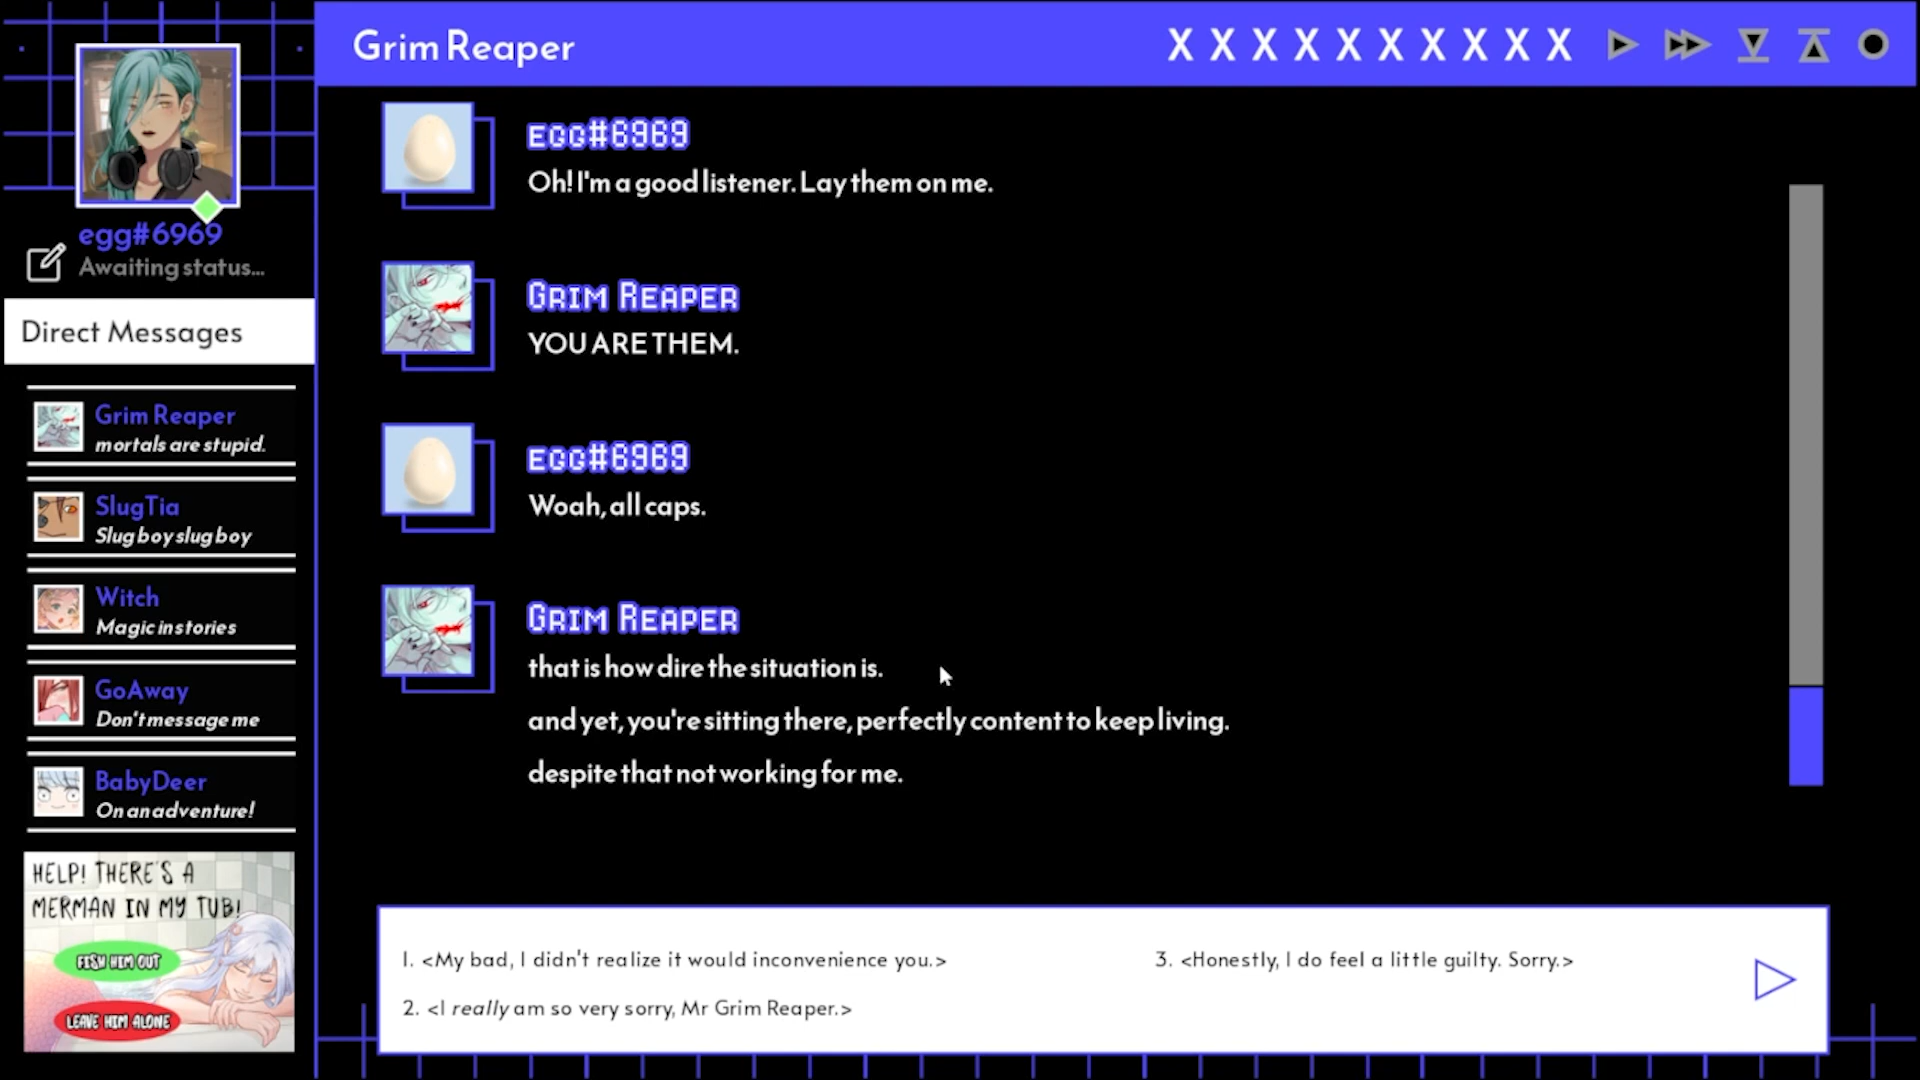 Grim Reaper
X X X X X X X X X X
egg#6969
Awaiting status...
Direct Messages
Grim Reaper
mortals are stupid.
SlugTia
Slug boy slug boy
Witch
Magic in stories
GoAway
Don't message me
BabyDeer
On an adventure!
HELP! THERE'S A
MERMAN IN MY TUB!
FISH HIM OUT
LEAVE HIM ALONE
EGG#6969
Oh! I'm a good listener. Lay them on me.
GRIM REAPER
YOU ARE THEM.
EGG#6969
Woah, all caps.
GRIM REAPER
that is how dire the situation is.
and yet, you're sitting there, perfectly content to keep living.
despite that not working for me.
1. <My bad, I didn't realize it would inconvenience you.>
2. <I really am so very sorry, Mr Grim Reaper.>
3. <Honestly, I do feel a little guilty. Sorry.>